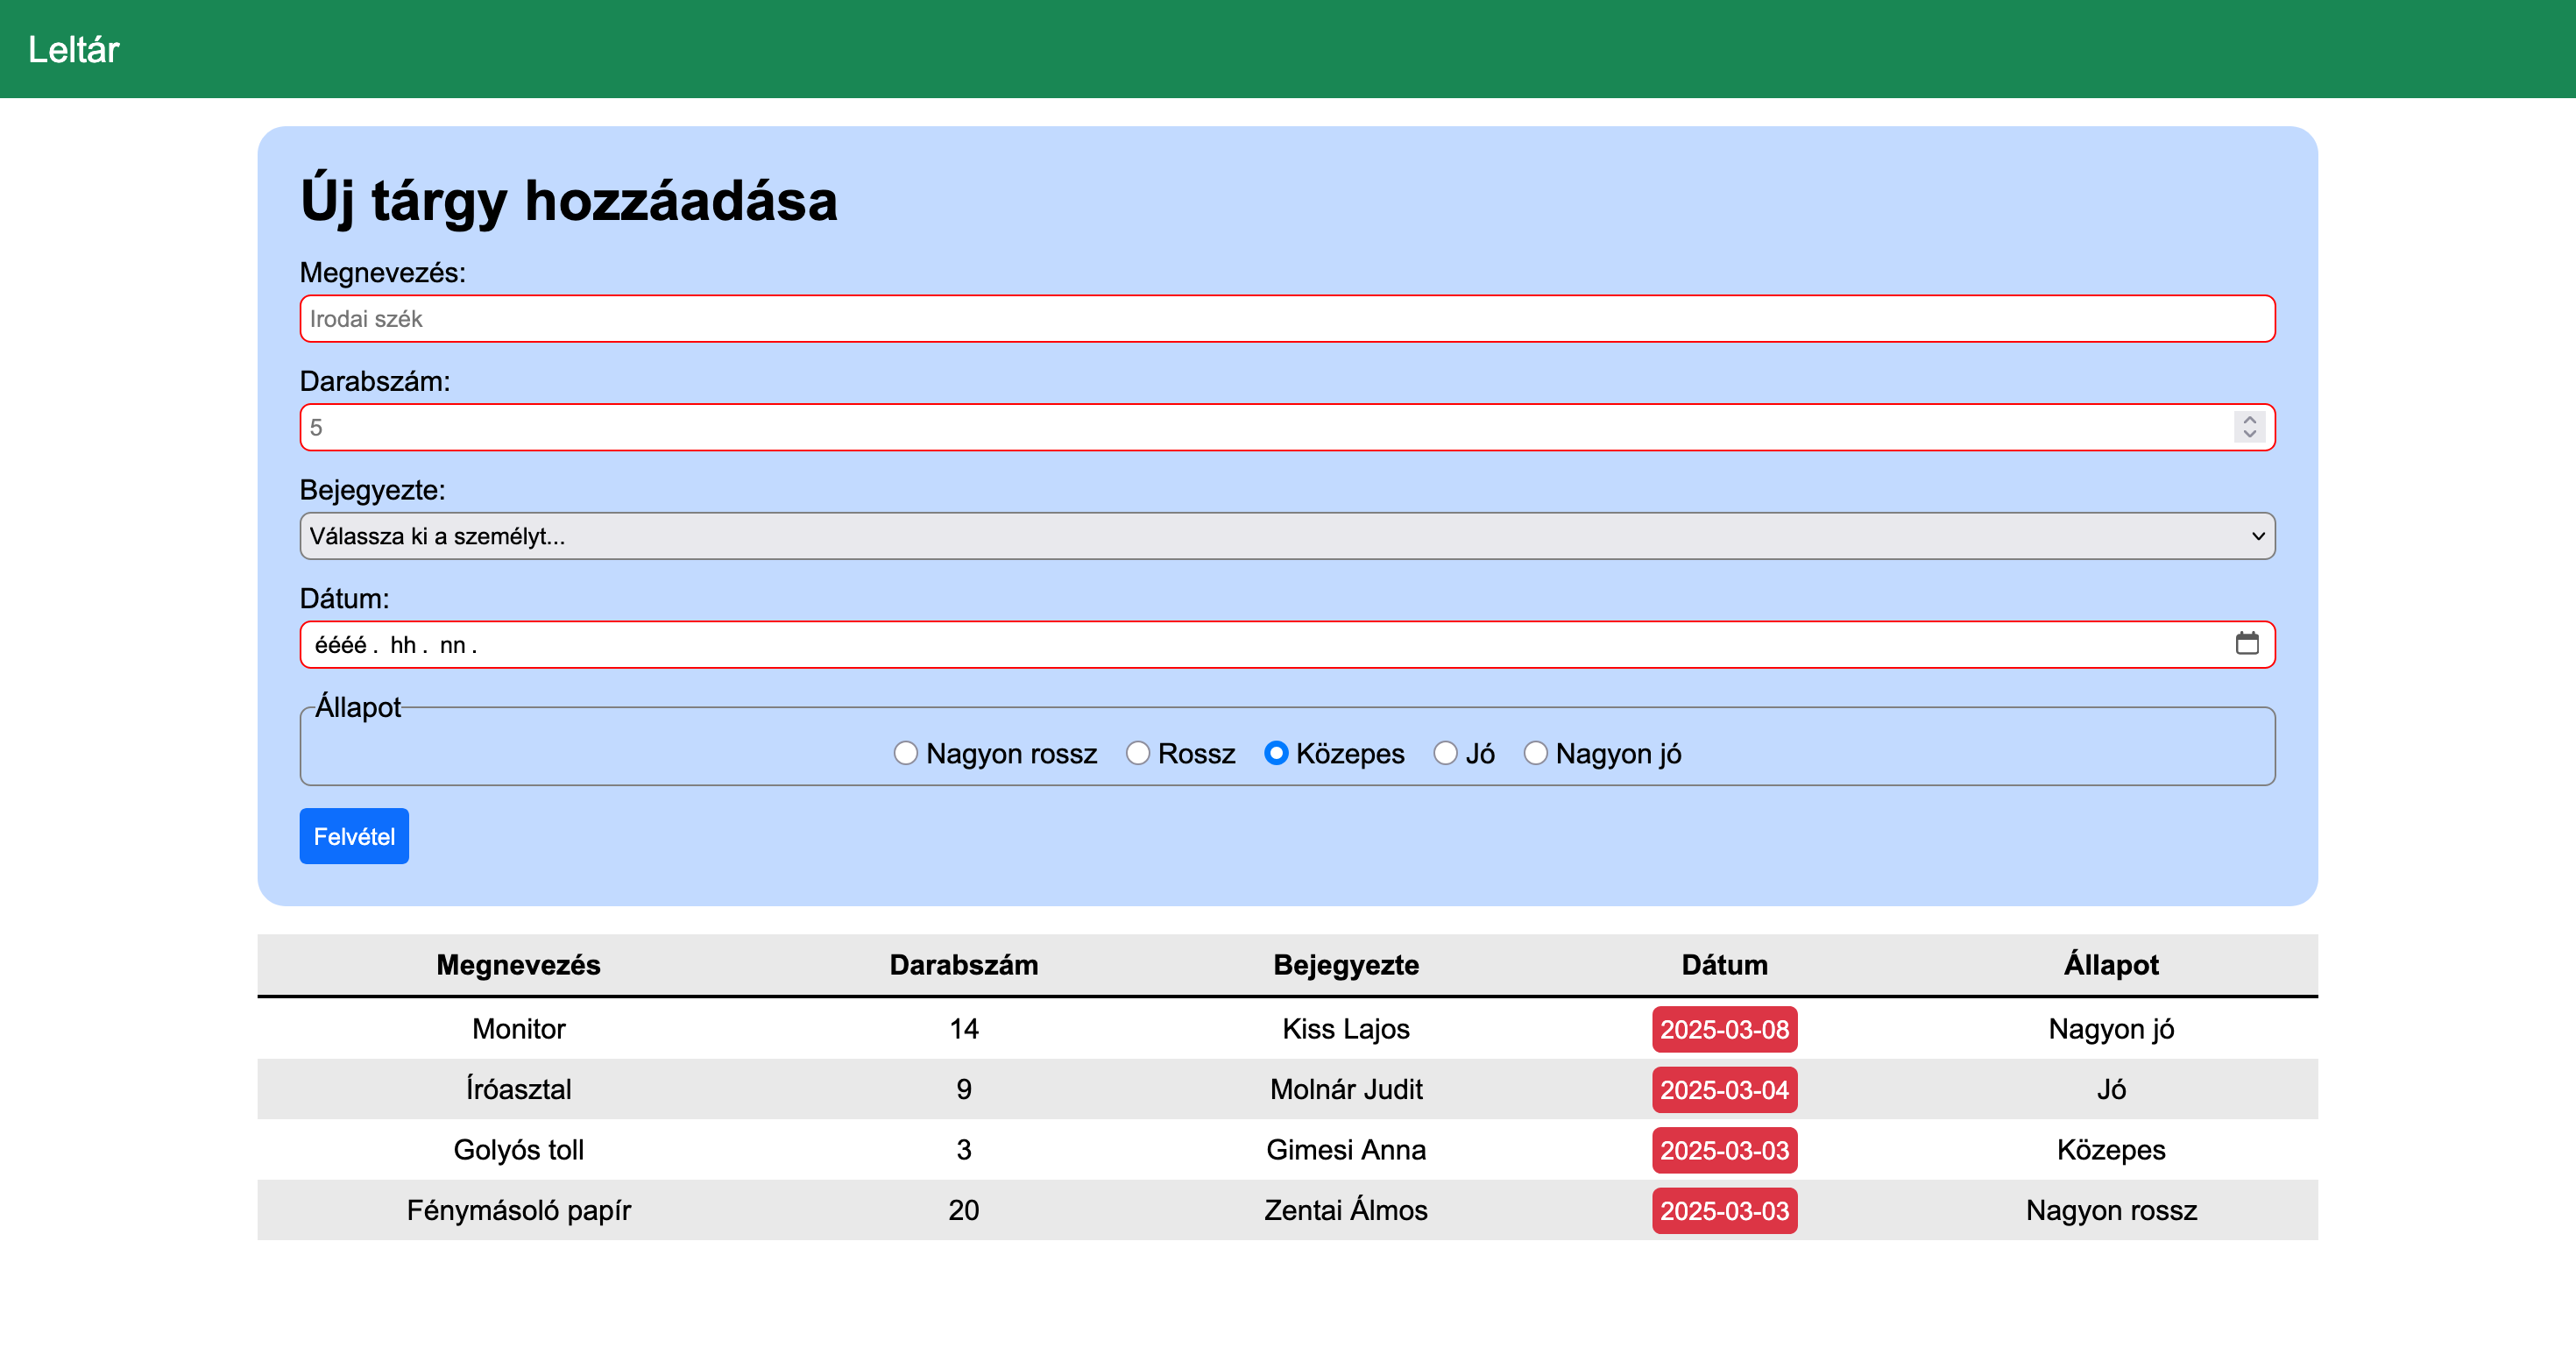 Leltár
Új tárgy hozzáadása
Megnevezés:
Irodai szék
Darabszám:
5
Bejegyezte:
Válassza ki a személyt...
Dátum:
éééé . hh . nn .
Állapot
Nagyon rossz Rossz Közepes Jó Nagyon jó
Felvétel
Megnevezés Darabszám Bejegyezte Dátum Állapot
Monitor 14 Kiss Lajos 2025-03-08 Nagyon jó
Íróasztal 9 Molnár Judit 2025-03-04 Jó
Golyós toll 3 Gimesi Anna 2025-03-03 Közepes
Fénymásoló papír 20 Zentai Álmos 2025-03-03 Nagyon rossz